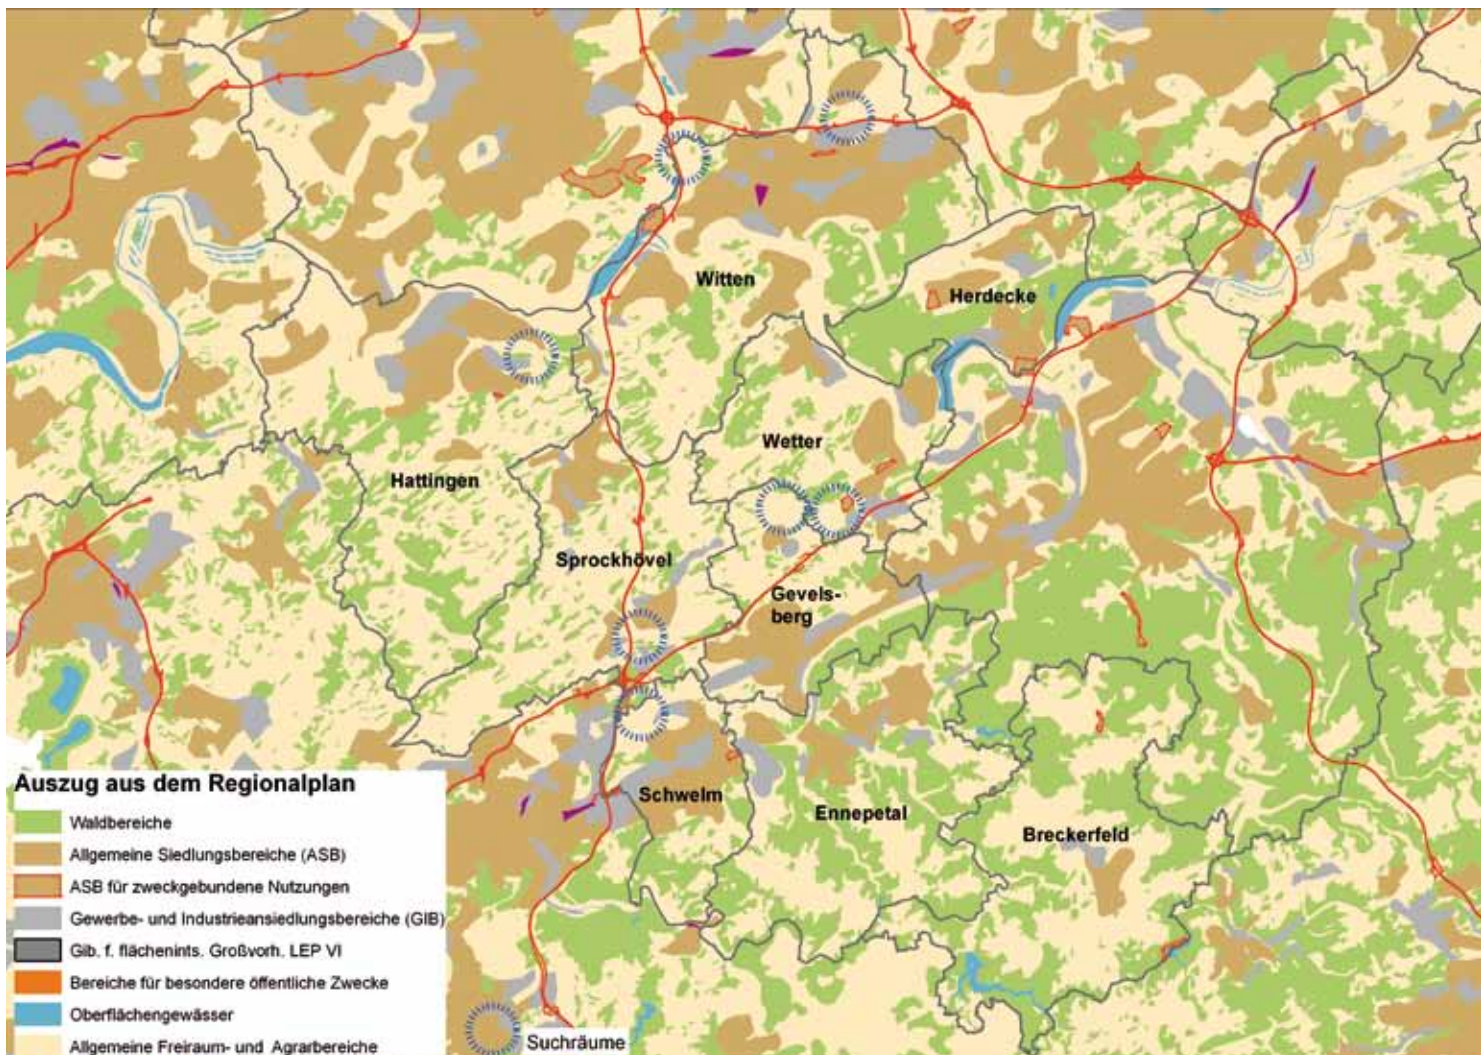 Witten
Herdecke
Wetter
Hattingen
Sprockhövel
Gevels-
berg
Schwelm
Ennepetal
Breckerfeld
Auszug aus dem Regionalplan
Waldbereiche
Allgemeine Siedlungsbereiche (ASB)
ASB für zweckgebundene Nutzungen
Gewerbe- und Industrieansiedlungsbereiche (GIB)
Gib. f. flächenints. Großvorh. LEP VI
Bereiche für besondere öffentliche Zwecke
Oberflächengewässer
Allgemeine Freiraum- und Agrarbereiche
Suchräume